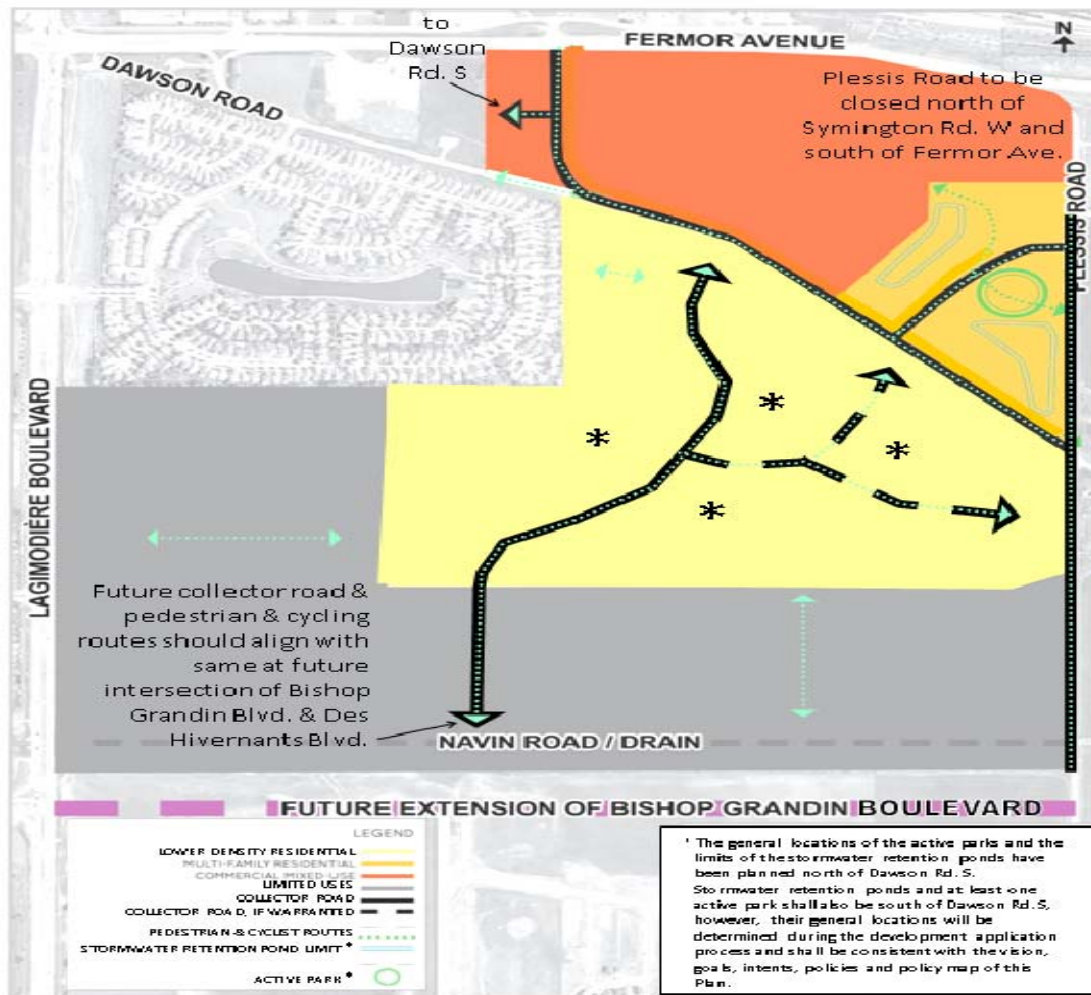 to
Dawson
Rd. S
FERMOR AVENUE
N
DAWSON ROAD
Plessis Road to be
closed north of
Symington Rd. W and
south of Fermor Ave.
PLESSIS ROAD
LAGIMODIÈRE BOULEVARD
*
*
*
*
Future collector road &
pedestrian & cycling
routes should align with
same at future
intersection of Bishop
Grandin Blvd. & Des
Hivernants Blvd.
NAVIN ROAD / DRAIN
FUTURE EXTENSION OF BISHOP GRANDIN BOULEVARD
LEGEND
LOWER DENSITY RESIDENTIAL
MULTI-FAMILY RESIDENTIAL
COMMERCIAL MIXED-USE
LIMITED USES
COLLECTOR ROAD
COLLECTOR ROAD, IF WARRANTED
PEDESTRIAN & CYCLIST ROUTES
STORMWATER RETENTION POND LIMIT *
ACTIVE PARK *
* The general locations of the active parks and the
limits of the stormwater retention ponds have
been planned north of Dawson Rd. S.
Stormwater retention ponds and at least one
active park shall also be south of Dawson Rd. S,
however, their general locations will be
determined during the development application
process and shall be consistent with the vision,
goals, intents, policies and policy map of this
Plan.